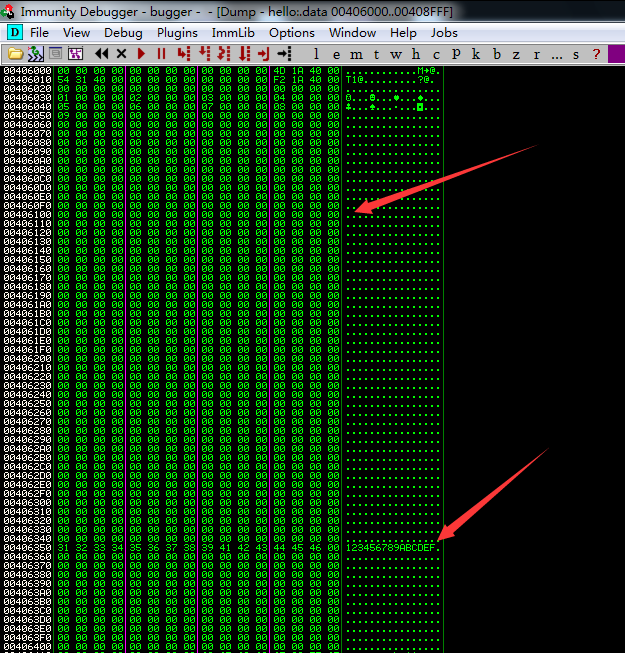 Immunity Debugger - bugger - - [Dump - hello:.data 00406000..00408FFF]
D File View Debug Plugins ImmLib Options Window Help Jobs
l e m t w h c p k b z r ... s ?
00406000 00 00 00 00 00 00 00 00 00 00 00 00 4D 1A 40 00 ............M+@.
00406010 54 31 40 00 00 00 00 00 00 00 00 00 F2 1A 40 00 T1@.........?@.
00406020 00 00 00 00 00 00 00 00 00 00 00 00 00 00 00 00 ................
00406030 01 00 00 00 02 00 00 00 03 00 00 00 04 00 00 00
00406040 05 00 00 00 06 00 00 00 07 00 00 00 08 00 00 00
00406050 09 00 00 00 00 00 00 00 00 00 00 00 00 00 00 00 ................
00406060 00 00 00 00 00 00 00 00 00 00 00 00 00 00 00 00 ................
00406070 00 00 00 00 00 00 00 00 00 00 00 00 00 00 00 00 ................
00406080 00 00 00 00 00 00 00 00 00 00 00 00 00 00 00 00 ................
00406090 00 00 00 00 00 00 00 00 00 00 00 00 00 00 00 00 ................
004060A0 00 00 00 00 00 00 00 00 00 00 00 00 00 00 00 00 ................
004060B0 00 00 00 00 00 00 00 00 00 00 00 00 00 00 00 00 ................
004060C0 00 00 00 00 00 00 00 00 00 00 00 00 00 00 00 00 ................
004060D0 00 00 00 00 00 00 00 00 00 00 00 00 00 00 00 00 ................
004060E0 00 00 00 00 00 00 00 00 00 00 00 00 00 00 00 00 ................
004060F0 00 00 00 00 00 00 00 00 00 00 00 00 00 00 00 00 ................
00406100 00 00 00 00 00 00 00 00 00 00 00 00 00 00 00 00 ................
00406110 00 00 00 00 00 00 00 00 00 00 00 00 00 00 00 00 ................
00406120 00 00 00 00 00 00 00 00 00 00 00 00 00 00 00 00 ................
00406130 00 00 00 00 00 00 00 00 00 00 00 00 00 00 00 00 ................
00406140 00 00 00 00 00 00 00 00 00 00 00 00 00 00 00 00 ................
00406150 00 00 00 00 00 00 00 00 00 00 00 00 00 00 00 00 ................
00406160 00 00 00 00 00 00 00 00 00 00 00 00 00 00 00 00 ................
00406170 00 00 00 00 00 00 00 00 00 00 00 00 00 00 00 00 ................
00406180 00 00 00 00 00 00 00 00 00 00 00 00 00 00 00 00 ................
00406190 00 00 00 00 00 00 00 00 00 00 00 00 00 00 00 00 ................
004061A0 00 00 00 00 00 00 00 00 00 00 00 00 00 00 00 00 ................
004061B0 00 00 00 00 00 00 00 00 00 00 00 00 00 00 00 00 ................
004061C0 00 00 00 00 00 00 00 00 00 00 00 00 00 00 00 00 ................
004061D0 00 00 00 00 00 00 00 00 00 00 00 00 00 00 00 00 ................
004061E0 00 00 00 00 00 00 00 00 00 00 00 00 00 00 00 00 ................
004061F0 00 00 00 00 00 00 00 00 00 00 00 00 00 00 00 00 ................
00406200 00 00 00 00 00 00 00 00 00 00 00 00 00 00 00 00 ................
00406210 00 00 00 00 00 00 00 00 00 00 00 00 00 00 00 00 ................
00406220 00 00 00 00 00 00 00 00 00 00 00 00 00 00 00 00 ................
00406230 00 00 00 00 00 00 00 00 00 00 00 00 00 00 00 00 ................
00406240 00 00 00 00 00 00 00 00 00 00 00 00 00 00 00 00 ................
00406250 00 00 00 00 00 00 00 00 00 00 00 00 00 00 00 00 ................
00406260 00 00 00 00 00 00 00 00 00 00 00 00 00 00 00 00 ................
00406270 00 00 00 00 00 00 00 00 00 00 00 00 00 00 00 00 ................
00406280 00 00 00 00 00 00 00 00 00 00 00 00 00 00 00 00 ................
00406290 00 00 00 00 00 00 00 00 00 00 00 00 00 00 00 00 ................
004062A0 00 00 00 00 00 00 00 00 00 00 00 00 00 00 00 00 ................
004062B0 00 00 00 00 00 00 00 00 00 00 00 00 00 00 00 00 ................
004062C0 00 00 00 00 00 00 00 00 00 00 00 00 00 00 00 00 ................
004062D0 00 00 00 00 00 00 00 00 00 00 00 00 00 00 00 00 ................
004062E0 00 00 00 00 00 00 00 00 00 00 00 00 00 00 00 00 ................
004062F0 00 00 00 00 00 00 00 00 00 00 00 00 00 00 00 00 ................
00406300 00 00 00 00 00 00 00 00 00 00 00 00 00 00 00 00 ................
00406310 00 00 00 00 00 00 00 00 00 00 00 00 00 00 00 00 ................
00406320 00 00 00 00 00 00 00 00 00 00 00 00 00 00 00 00 ................
00406330 00 00 00 00 00 00 00 00 00 00 00 00 00 00 00 00 ................
00406340 00 00 00 00 00 00 00 00 00 00 00 00 00 00 00 00 ................
00406350 31 32 33 34 35 36 37 38 39 41 42 43 44 45 46 00 123456789ABCDEF.
00406360 00 00 00 00 00 00 00 00 00 00 00 00 00 00 00 00 ................
00406370 00 00 00 00 00 00 00 00 00 00 00 00 00 00 00 00 ................
00406380 00 00 00 00 00 00 00 00 00 00 00 00 00 00 00 00 ................
00406390 00 00 00 00 00 00 00 00 00 00 00 00 00 00 00 00 ................
004063A0 00 00 00 00 00 00 00 00 00 00 00 00 00 00 00 00 ................
004063B0 00 00 00 00 00 00 00 00 00 00 00 00 00 00 00 00 ................
004063C0 00 00 00 00 00 00 00 00 00 00 00 00 00 00 00 00 ................
004063D0 00 00 00 00 00 00 00 00 00 00 00 00 00 00 00 00 ................
004063E0 00 00 00 00 00 00 00 00 00 00 00 00 00 00 00 00 ................
004063F0 00 00 00 00 00 00 00 00 00 00 00 00 00 00 00 00 ................
00406400 00 00 00 00 00 00 00 00 00 00 00 00 00 00 00 00 ................